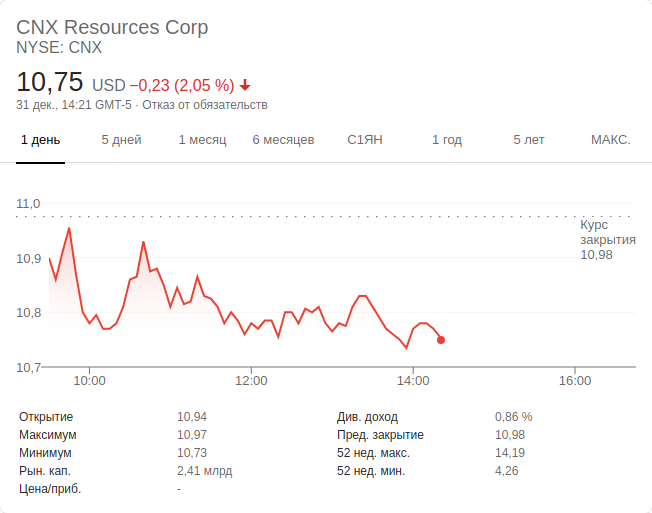 CNX Resources Corp
NYSE: CNX
10,75 USD −0,23 (2,05 %)
31 дек., 14:21 GMT-5 · Отказ от обязательств
1 день 5 дней 1 месяц 6 месяцев С1ЯН 1 год 5 лет МАКС.
11,0
Курс
закрытия
10,98
10,9
10,8
10,7
10:00 12:00 14:00 16:00
Открытие 10,94 Див. доход 0,86 %
Максимум 10,97 Пред. закрытие 10,98
Минимум 10,73 52 нед. макс. 14,19
Рын. кап. 2,41 млрд 52 нед. мин. 4,26
Цена/приб. -